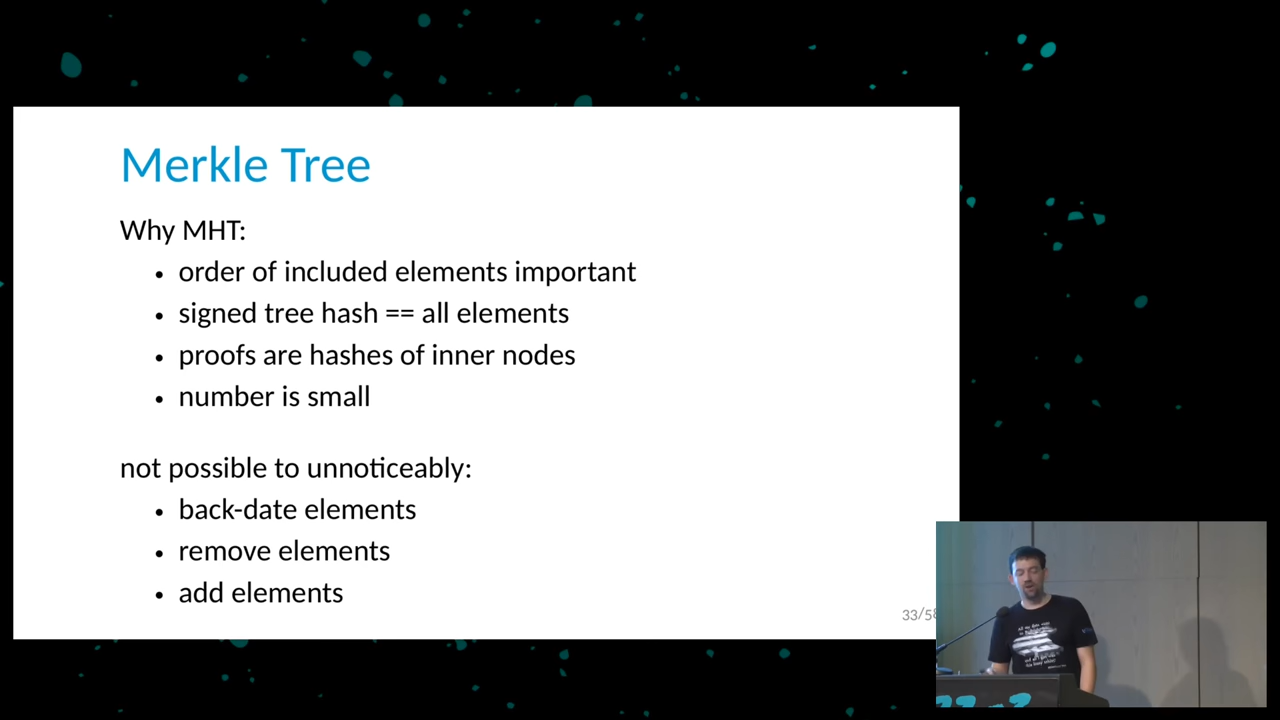 Merkle Tree
Why MHT:
• order of included elements important
• signed tree hash == all elements
• proofs are hashes of inner nodes
• number is small
not possible to unnoticeably:
• back-date elements
• remove elements
• add elements
33/58